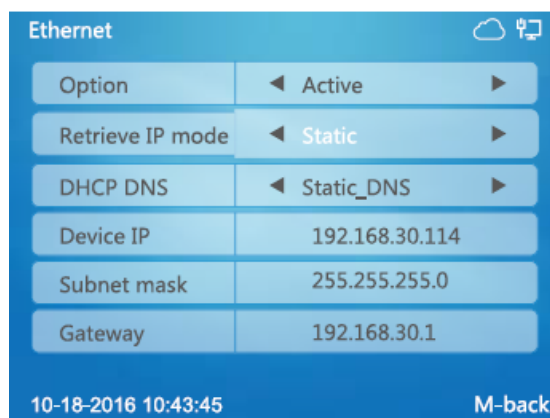 Ethernet
Option Active
Retrieve IP mode Static
DHCP DNS Static_DNS
Device IP 192.168.30.114
Subnet mask 255.255.255.0
Gateway 192.168.30.1
10-18-2016 10:43:45 M-back